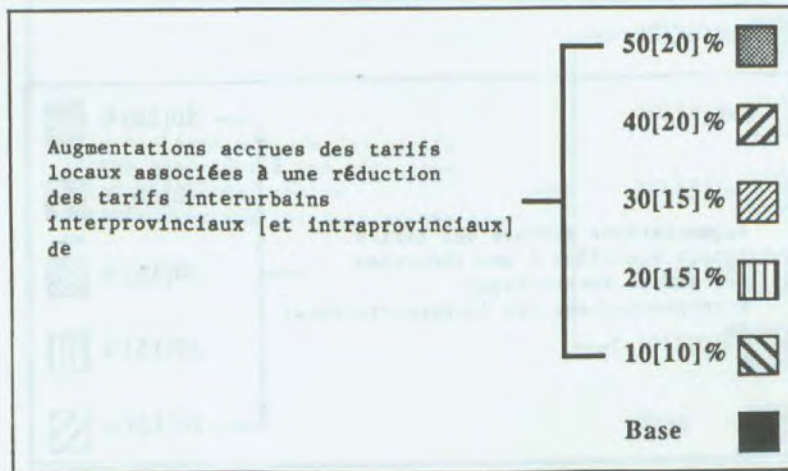 50[20]%
40[20]%
Augmentations accrues des tarifs
locaux associées à une réduction
des tarifs interurbains
interprovinciaux [et intraprovinciaux]
de
30[15]%
20[15]%
10[10]%
Base